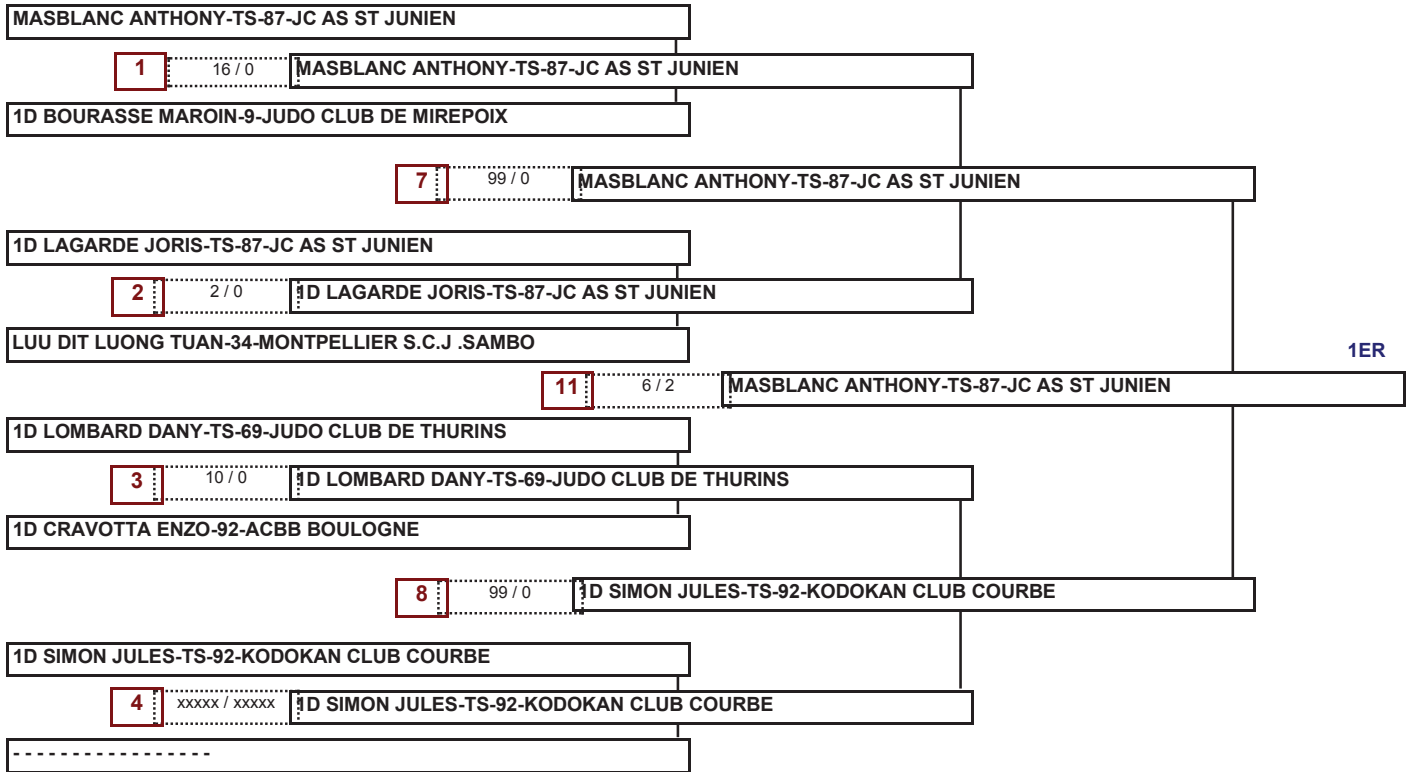 MASBLANC ANTHONY-TS-87-JC AS ST JUNIEN
1 16 / 0 MASBLANC ANTHONY-TS-87-JC AS ST JUNIEN
1D BOURASSE MAROIN-9-JUDO CLUB DE MIREPOIX
7 99 / 0 MASBLANC ANTHONY-TS-87-JC AS ST JUNIEN
1D LAGARDE JORIS-TS-87-JC AS ST JUNIEN
2 2 / 0 1D LAGARDE JORIS-TS-87-JC AS ST JUNIEN
LUU DIT LUONG TUAN-34-MONTPELLIER S.C.J .SAMBO
1ER
11 6 / 2 MASBLANC ANTHONY-TS-87-JC AS ST JUNIEN
1D LOMBARD DANY-TS-69-JUDO CLUB DE THURINS
3 10 / 0 1D LOMBARD DANY-TS-69-JUDO CLUB DE THURINS
1D CRAVOTTA ENZO-92-ACBB BOULOGNE
8 99 / 0 1D SIMON JULES-TS-92-KODOKAN CLUB COURBE
1D SIMON JULES-TS-92-KODOKAN CLUB COURBE
4 xxxxx / xxxxx 1D SIMON JULES-TS-92-KODOKAN CLUB COURBE
- - - - - - - - - - - - - - - - -